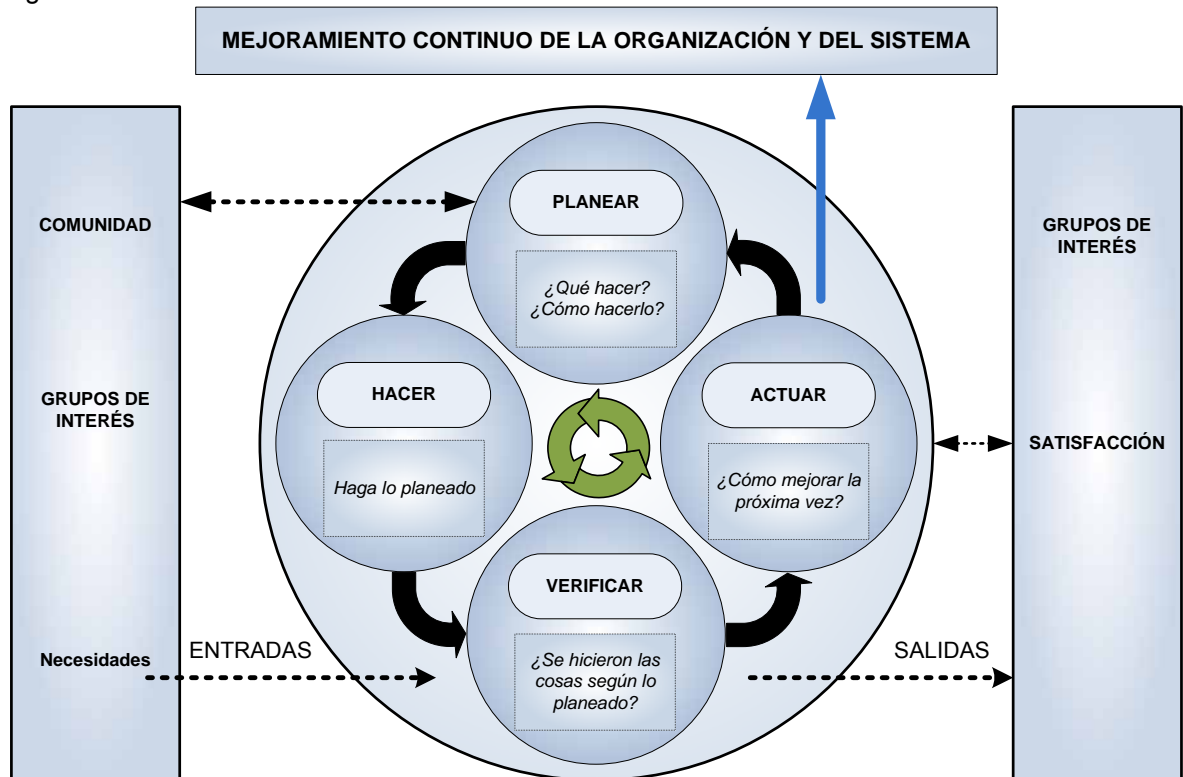 MEJORAMIENTO CONTINUO DE LA ORGANIZACIÓN Y DEL SISTEMA
COMUNIDAD
GRUPOS DE
INTERÉS
Necesidades
ENTRADAS
PLANEAR
¿Qué hacer?
¿Cómo hacerlo?
HACER
Haga lo planeado
VERIFICAR
¿Se hicieron las
cosas según lo
planeado?
ACTUAR
¿Cómo mejorar la
próxima vez?
SALIDAS
GRUPOS DE
INTERÉS
SATISFACCIÓN